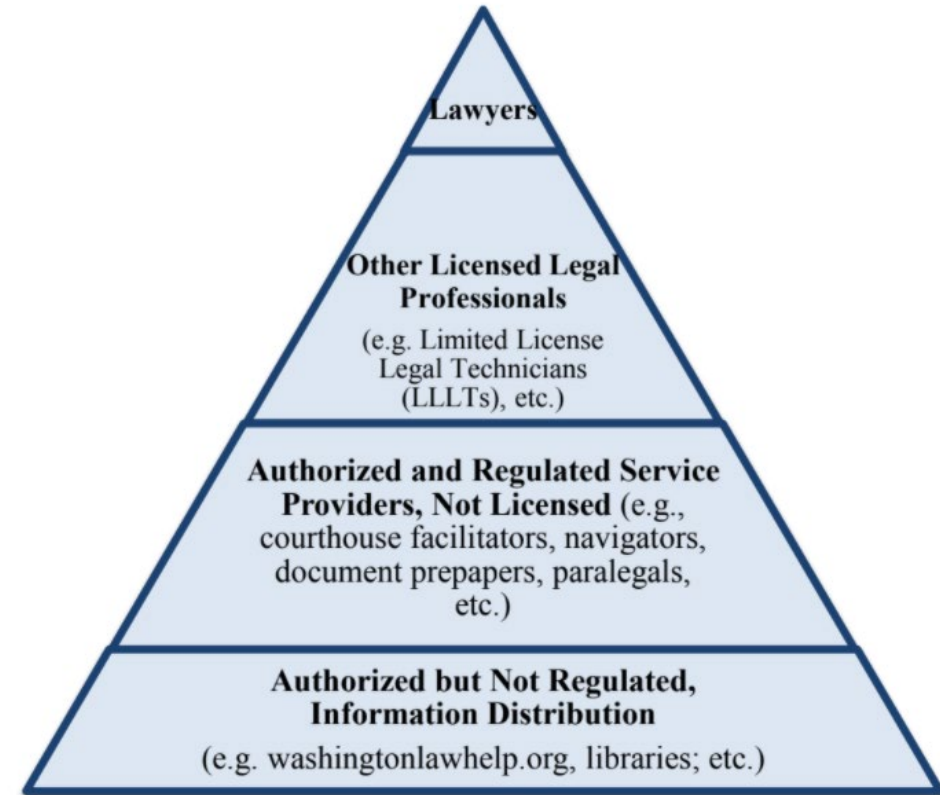 Lawyers
Other Licensed Legal
Professionals
(e.g. Limited License
Legal Technicians
(LLLTs), etc.)
Authorized and Regulated Service
Providers, Not Licensed (e.g.,
courthouse facilitators, navigators,
document prepapers, paralegals,
etc.)
Authorized but Not Regulated,
Information Distribution
(e.g. washingtonlawhelp.org, libraries; etc.)